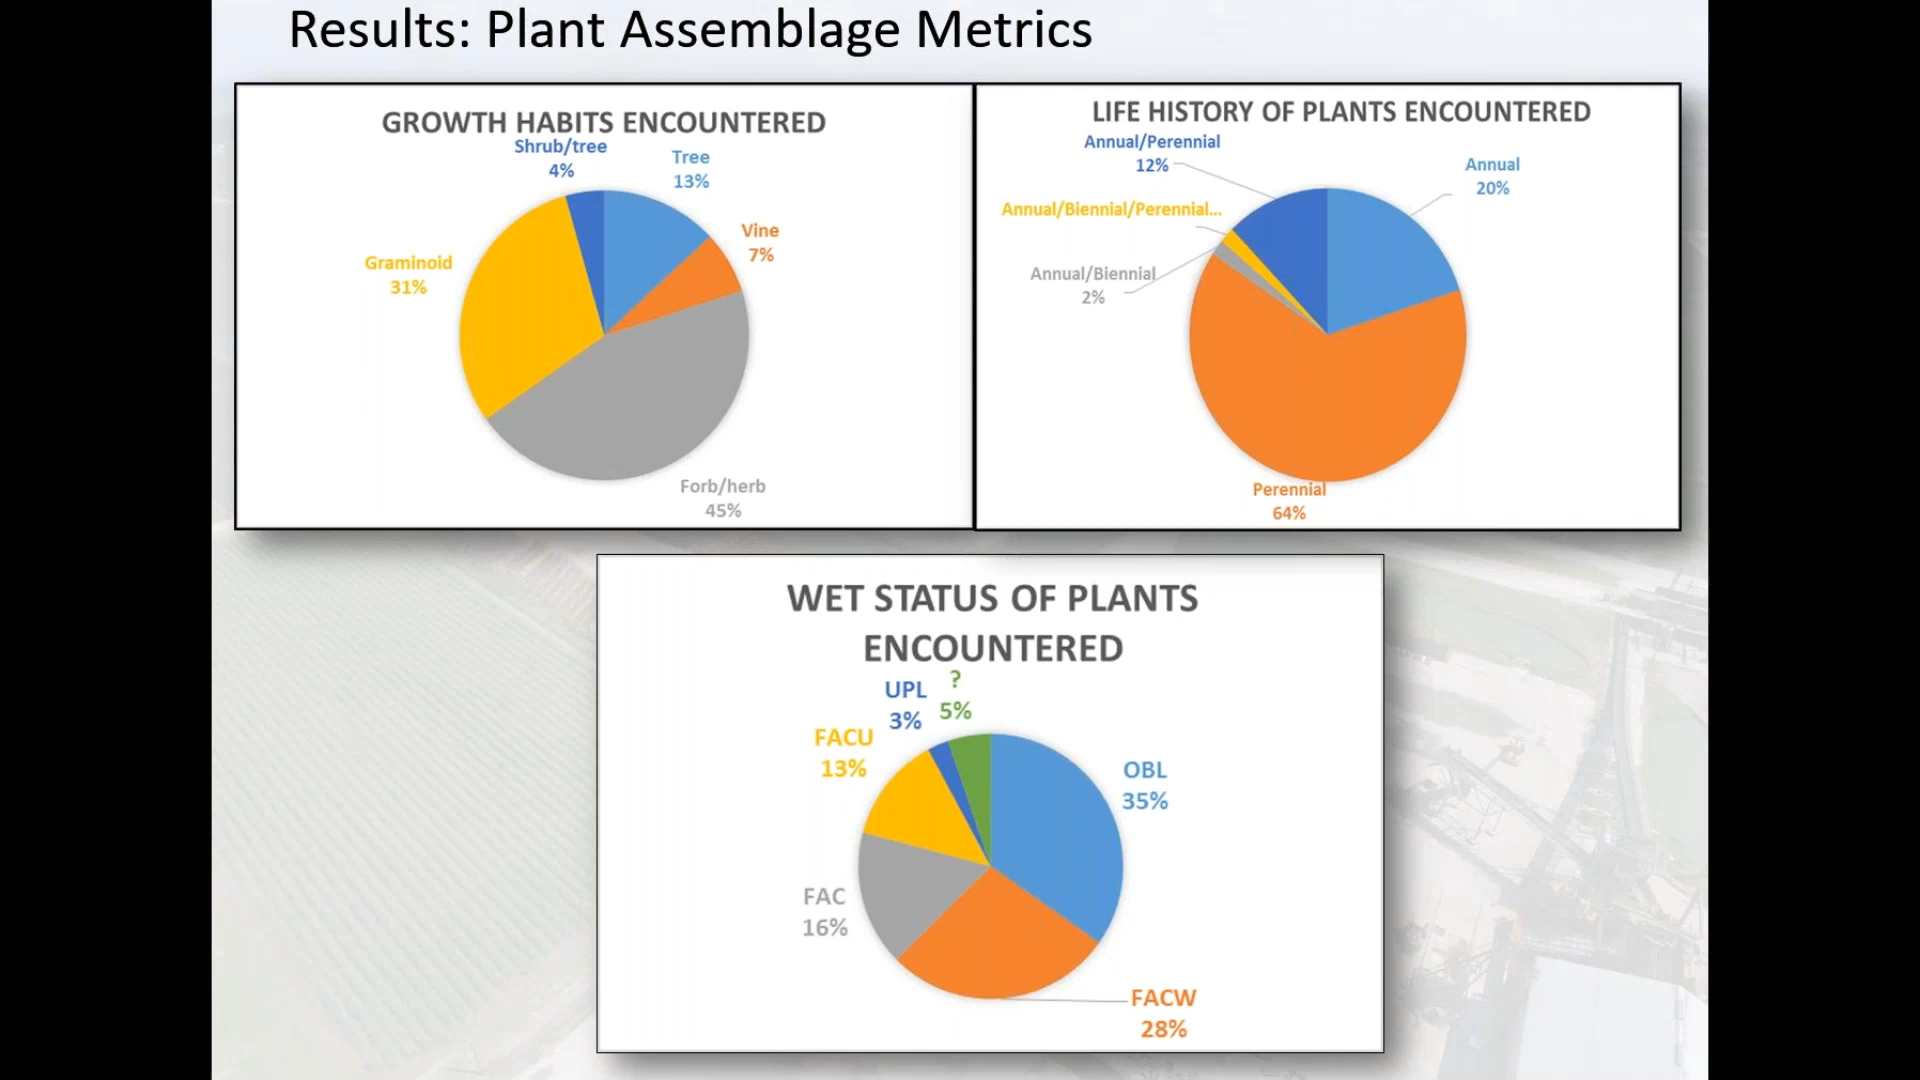 Results: Plant Assemblage Metrics
GROWTH HABITS ENCOUNTERED
Shrub/tree
4%
Tree
13%
Vine
7%
Graminoid
31%
Forb/herb
45%
LIFE HISTORY OF PLANTS ENCOUNTERED
Annual/Perennial
12%
Annual
20%
Annual/Biennial/Perennial...
Annual/Biennial
2%
Perennial
64%
WET STATUS OF PLANTS
ENCOUNTERED
?
5%
UPL
3%
FACU
13%
OBL
35%
FAC
16%
FACW
28%